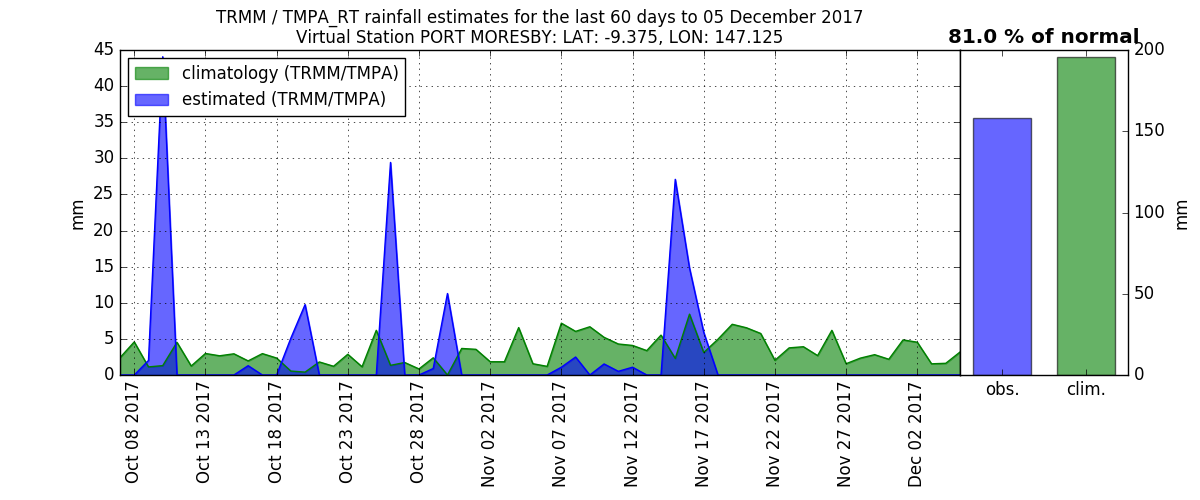 TRMM / TMPA_RT rainfall estimates for the last 60 days to 05 December 2017
Virtual Station PORT MORESBY: LAT: -9.375, LON: 147.125
81.0 % of normal
climatology (TRMM/TMPA)
estimated (TRMM/TMPA)
mm
45
40
35
30
25
20
15
10
5
0
Oct 08 2017
Oct 13 2017
Oct 18 2017
Oct 23 2017
Oct 28 2017
Nov 02 2017
Nov 07 2017
Nov 12 2017
Nov 17 2017
Nov 22 2017
Nov 27 2017
Dec 02 2017
obs.
clim.
200
150
100
50
0
mm